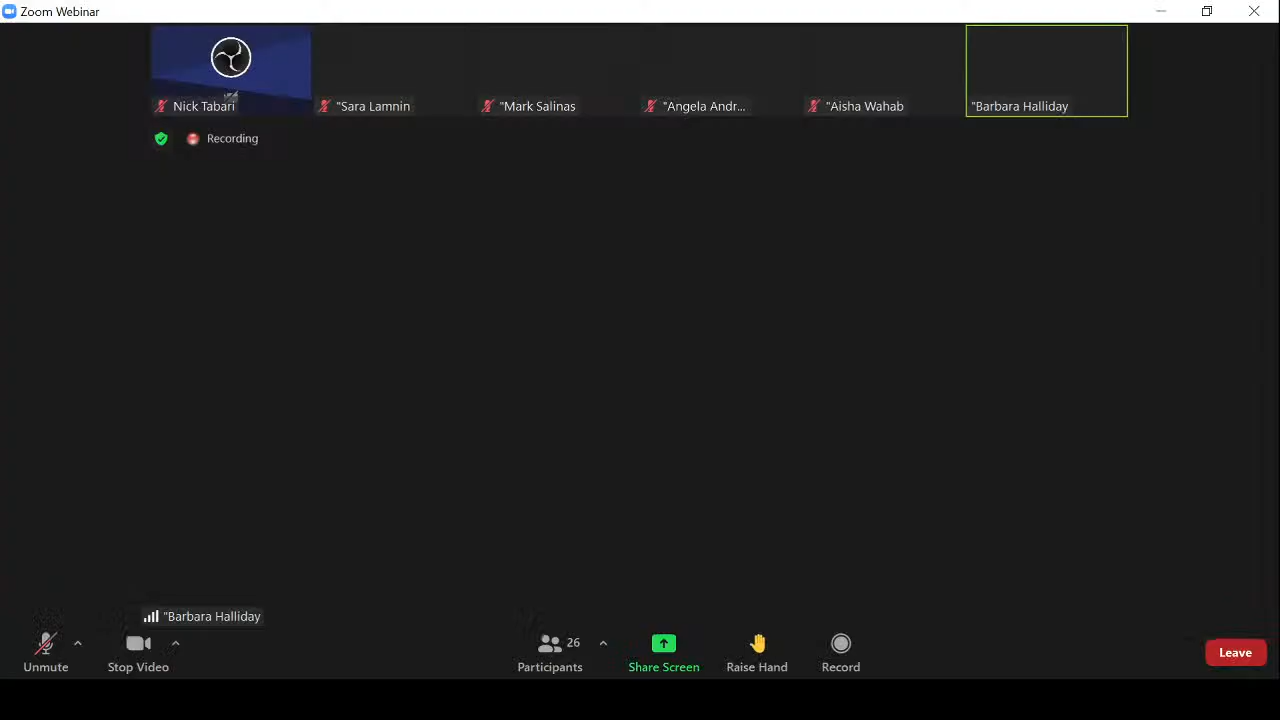 Zoom Webinar
Nick Tabari "Sara Lamnin "Mark Salinas "Angela Andr... "Aisha Wahab "Barbara Halliday
Recording
"Barbara Halliday
26
Unmute Stop Video Participants Share Screen Raise Hand Record Leave